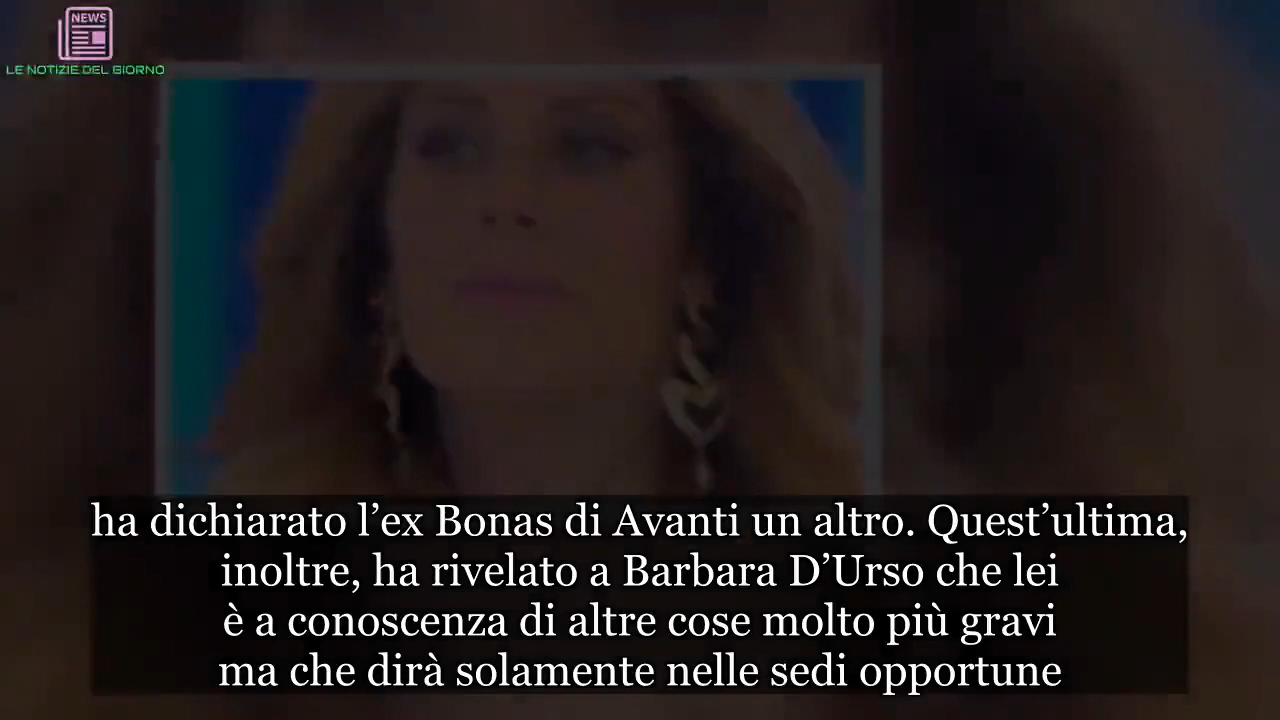 NEWS
LE NOTIZIE DEL GIORNO
ha dichiarato l’ex Bonas di Avanti un altro. Quest’ultima,
inoltre, ha rivelato a Barbara D’Urso che lei
è a conoscenza di altre cose molto più gravi
ma che dirà solamente nelle sedi opportune